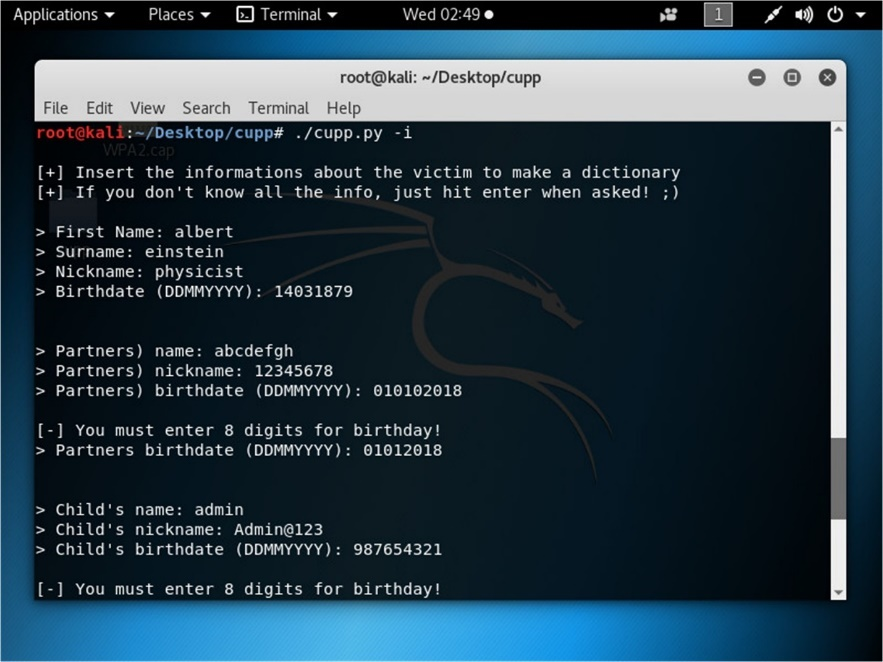 Applications Places Terminal Wed 02:49 1
root@kali: ~/Desktop/cupp
File Edit View Search Terminal Help
root@kali:~/Desktop/cupp# ./cupp.py -i
WPA2.cap
[+] Insert the informations about the victim to make a dictionary
[+] If you don't know all the info, just hit enter when asked! ;)
> First Name: albert
> Surname: einstein
> Nickname: physicist
> Birthdate (DDMMYYYY): 14031879
> Partners) name: abcdefgh
> Partners) nickname: 12345678
> Partners) birthdate (DDMMYYYY): 010102018
[-] You must enter 8 digits for birthday!
> Partners birthdate (DDMMYYYY): 01012018
> Child's name: admin
> Child's nickname: Admin@123
> Child's birthdate (DDMMYYYY): 987654321
[-] You must enter 8 digits for birthday!